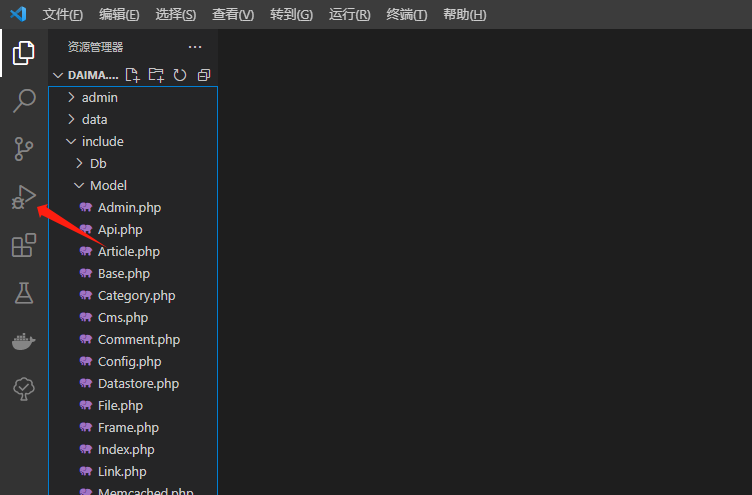 文件(F) 编辑(E) 选择(S) 查看(V) 转到(G) 运行(R) 终端(T) 帮助(H)
资源管理器 ...
DAIMA....
admin
data
include
Db
Model
Admin.php
Api.php
Article.php
Base.php
Category.php
Cms.php
Comment.php
Config.php
Datastore.php
File.php
Frame.php
Index.php
Link.php
Memcached.php